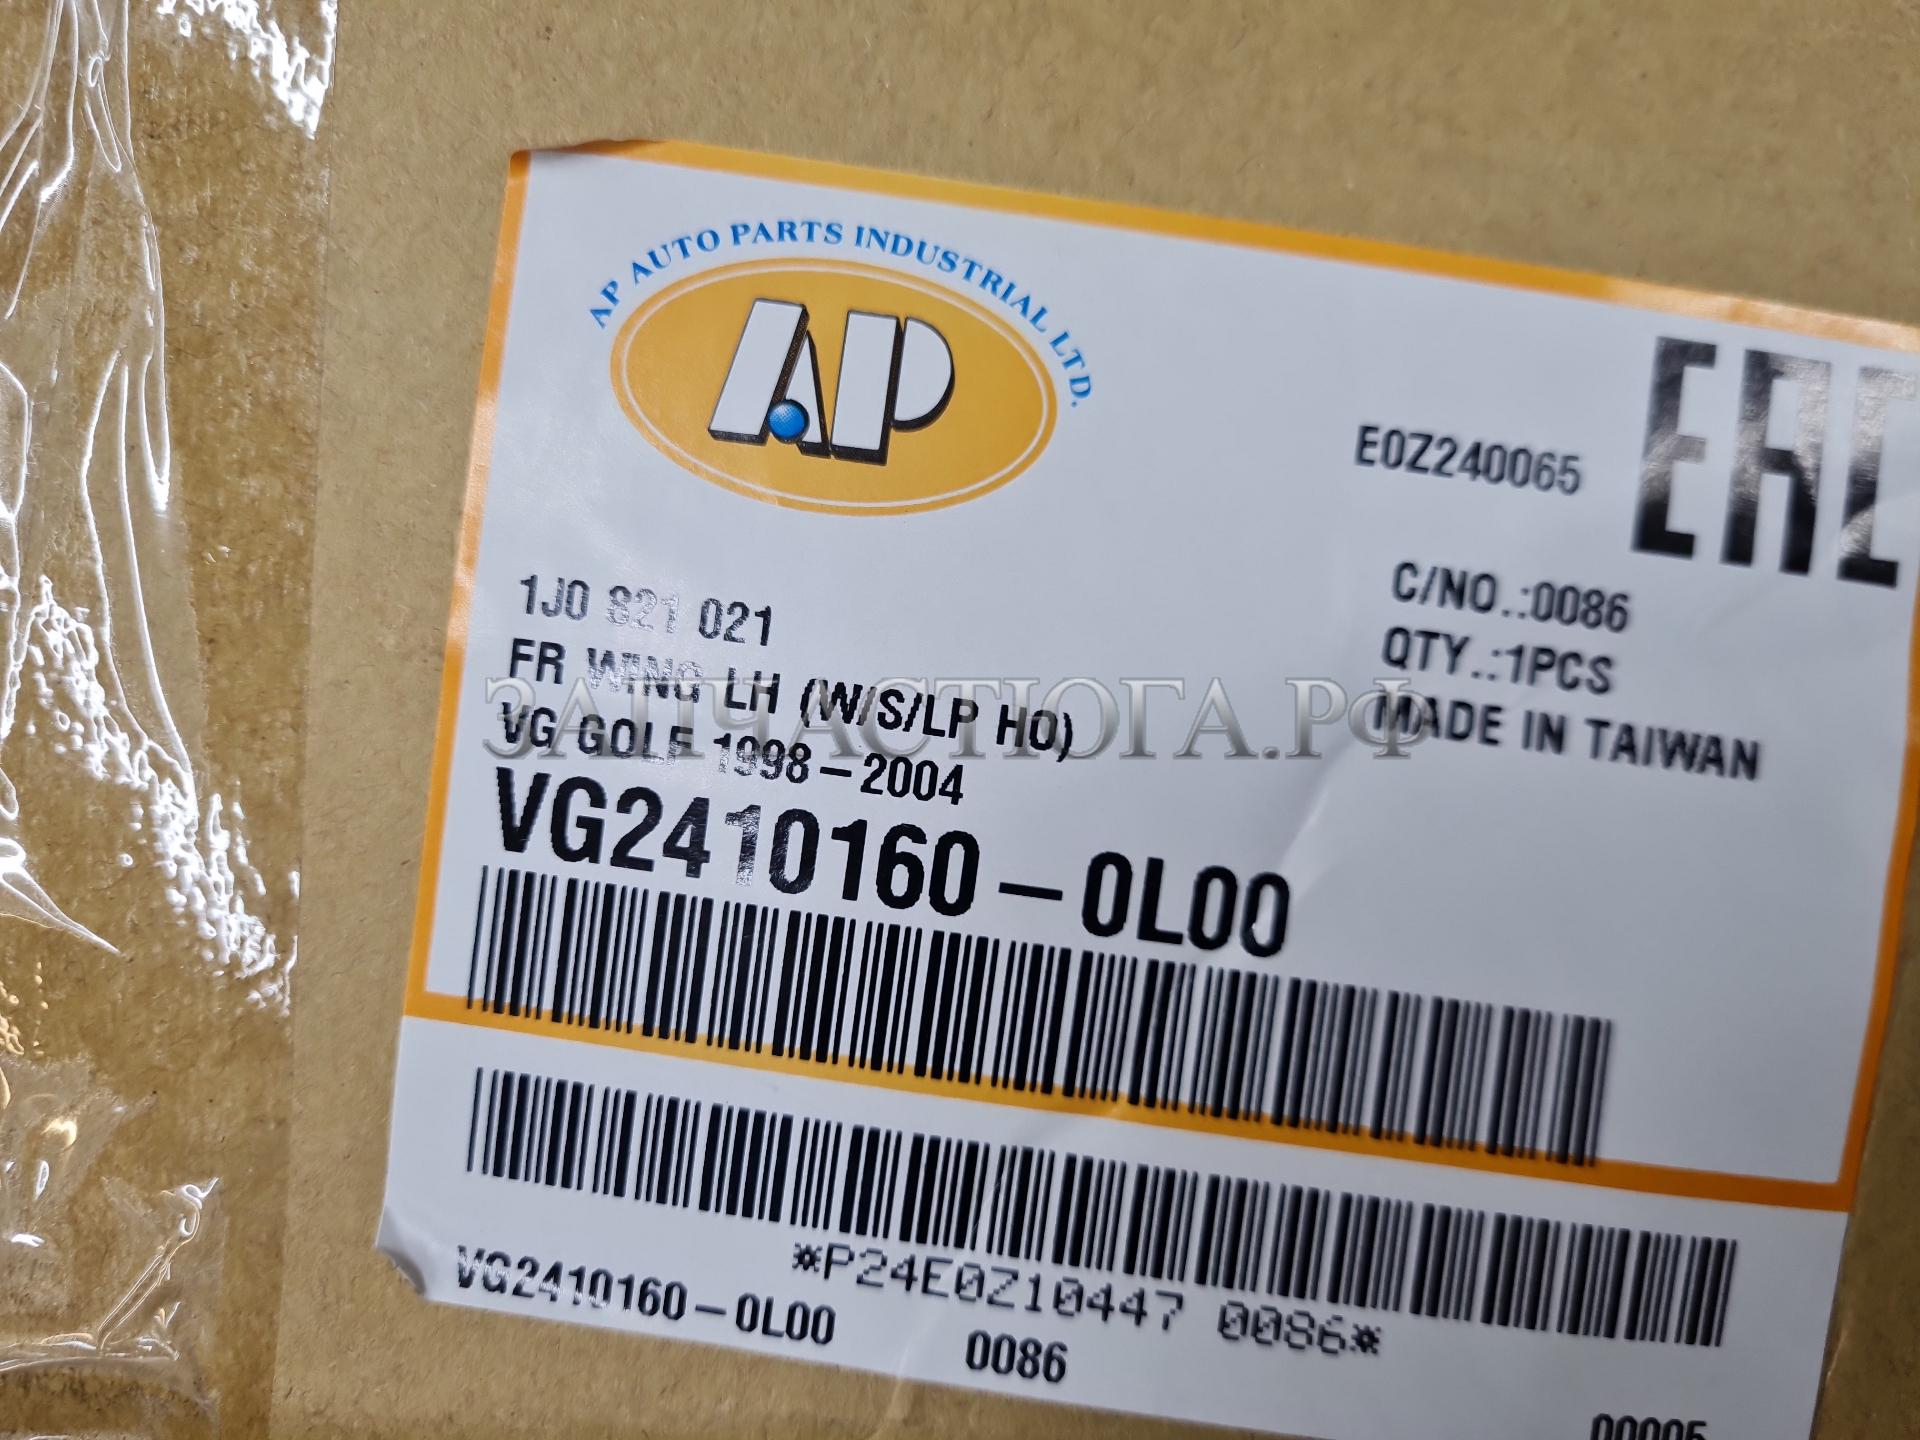 AP AUTO PARTS INDUSTRIAL LTD.
AP
E0Z240065
EAC
1J0 821 021
FR WING LH (W/S/LP HO)
VG GOLF 1998-2004
C/NO.:0086
QTY.:1PCS
MADE IN TAIWAN
ЗАПЧАСТЮГА.РФ
VG2410160-0L00
*P24E0Z10447 0086*
VG2410160-0L00
0086
00005